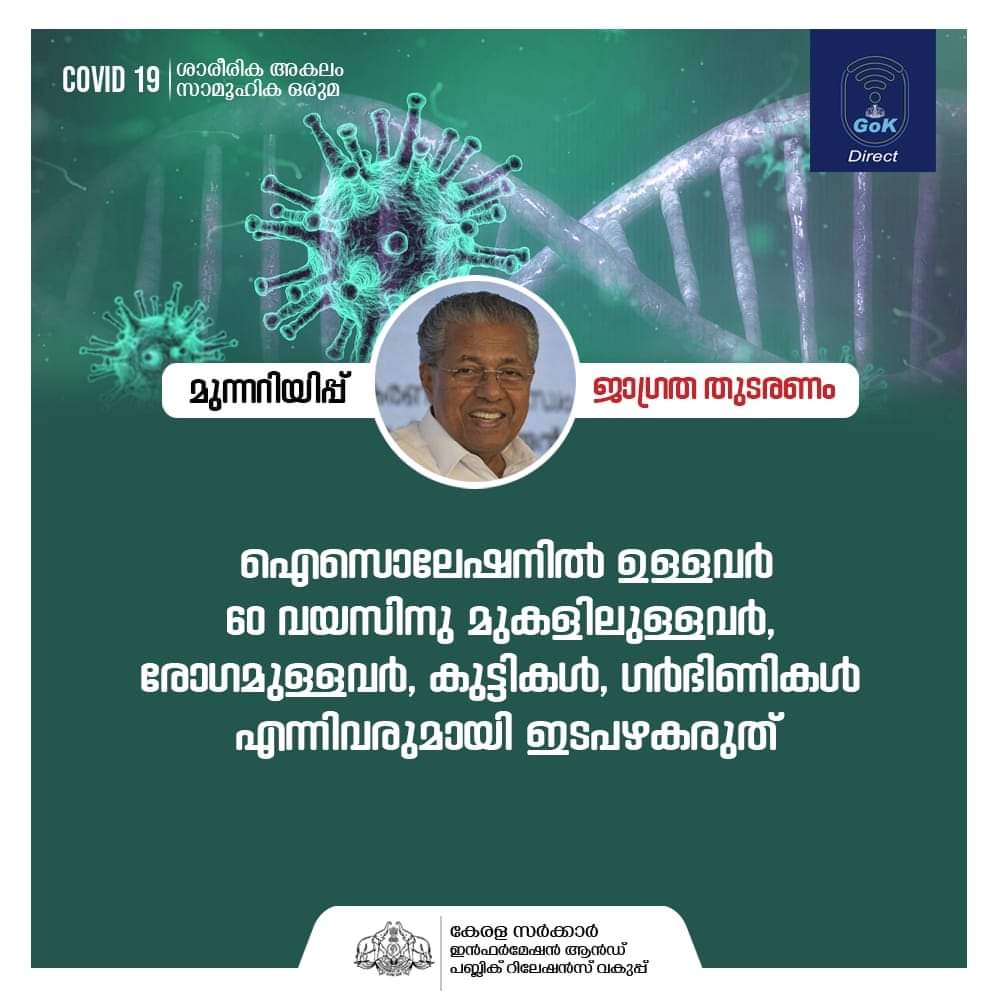 COVID 19
ശാരീരിക അകലം
സാമൂഹിക ഒരുമ
GoK
Direct
മുന്നറിയിപ്പ്
ജാഗ്രത തുടരണം
ഐസൊലേഷനിൽ ഉള്ളവർ
60 വയസിനു മുകളിലുള്ളവർ,
രോഗമുള്ളവർ, കുട്ടികൾ, ഗർഭിണികൾ
എന്നിവരുമായി ഇടപഴകരുത്
കേരള സർക്കാർ
ഇൻഫർമേഷൻ ആൻഡ്
പബ്ലിക് റിലേഷൻസ് വകുപ്പ്